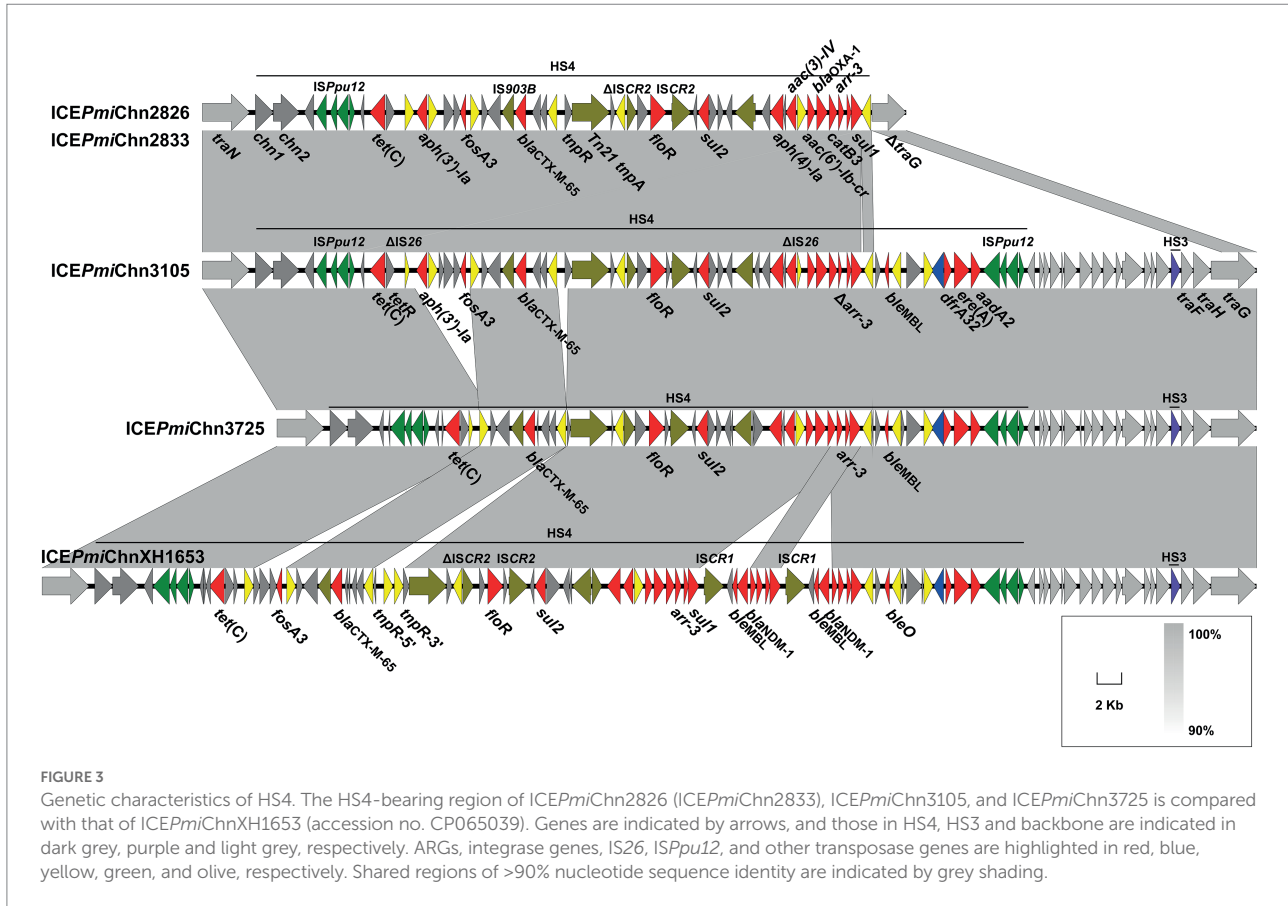 HS4
aac(3)-IV
blaOXA-1
arr-3
ISPpu12
IS903B
ΔISCR2 ISCR2
ICEPmiChn2826
ICEPmiChn2833
traN
chn1
chn2
tet(C)
aph(3')-Ia
fosA3
blaCTX-M-65
tnpR
Tn21 tnpA
floR
sul2
aph(4)-Ia
aac(6')-Ib-cr
catB3
sul1
ΔtraG
HS4
ISPpu12
ΔIS26
ΔIS26
ISPpu12
HS3
ICEPmiChn3105
tet(C)
tetR
aph(3')-Ia
fosA3
blaCTX-M-65
floR
sul2
Δarr-3
bleMBL
dfrA32
ere(A)
aadA2
traF
traH
traG
HS4
HS3
ICEPmiChn3725
tet(C)
blaCTX-M-65
floR
sul2
arr-3
bleMBL
HS4
ICEPmiChnXH1653
ΔISCR2 ISCR2
ISCR1
ISCR1
HS3
tet(C)
fosA3
blaCTX-M-65
tnpR-5'
tnpR-3'
floR
sul2
arr-3
sul1
bleMBL
blaNDM-1
bleMBL
blaNDM-1
bleO
100%
2 Kb
90%
FIGURE 3
Genetic characteristics of HS4. The HS4-bearing region of ICEPmiChn2826 (ICEPmiChn2833), ICEPmiChn3105, and ICEPmiChn3725 is compared
with that of ICEPmiChnXH1653 (accession no. CP065039). Genes are indicated by arrows, and those in HS4, HS3 and backbone are indicated in
dark grey, purple and light grey, respectively. ARGs, integrase genes, IS26, ISPpu12, and other transposase genes are highlighted in red, blue,
yellow, green, and olive, respectively. Shared regions of >90% nucleotide sequence identity are indicated by grey shading.